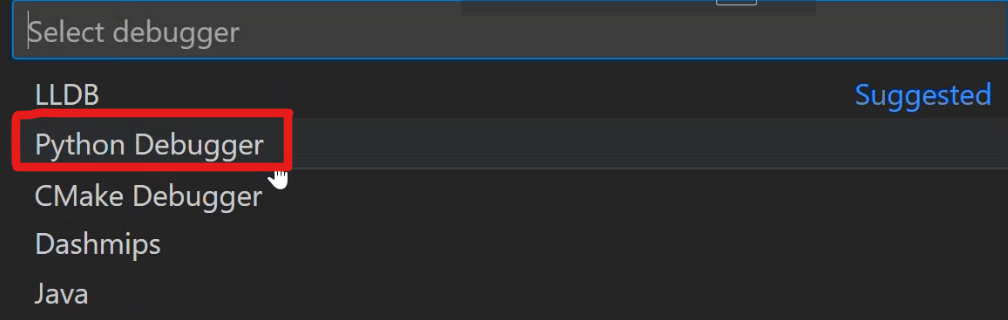 Select debugger
LLDB Suggested
Python Debugger
CMake Debugger
Dashmips
Java